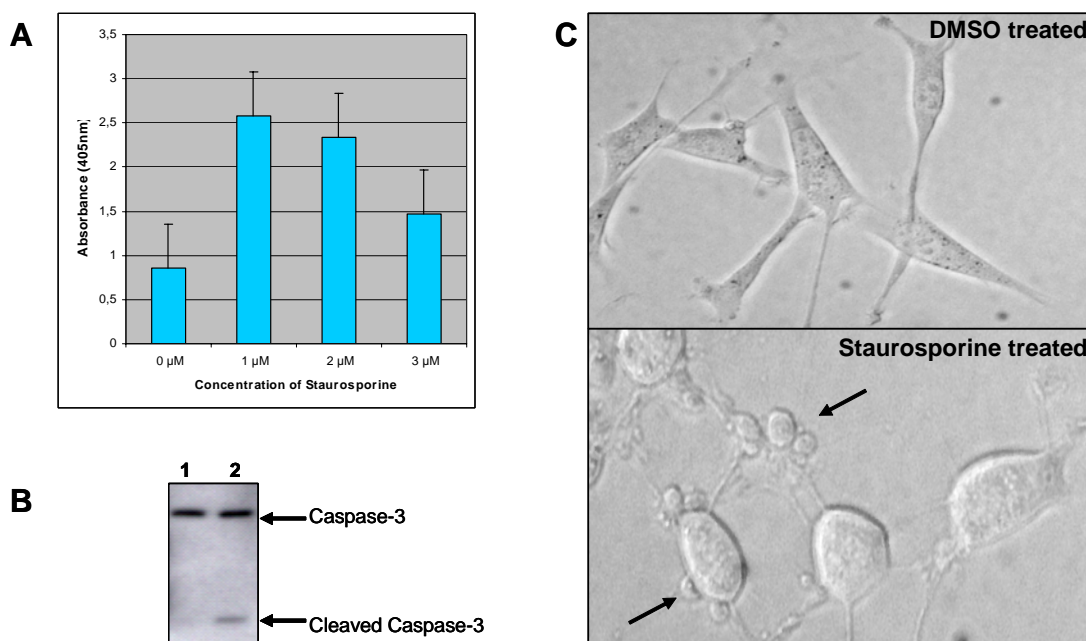 A
3,5
3
2,5
2
1,5
1
0,5
0
Absorbance (405nm)
0 µM 1 µM 2 µM 3 µM
Concentration of Staurosporine
B
1 2
Caspase-3
Cleaved Caspase-3
C
DMSO treated
Staurosporine treated